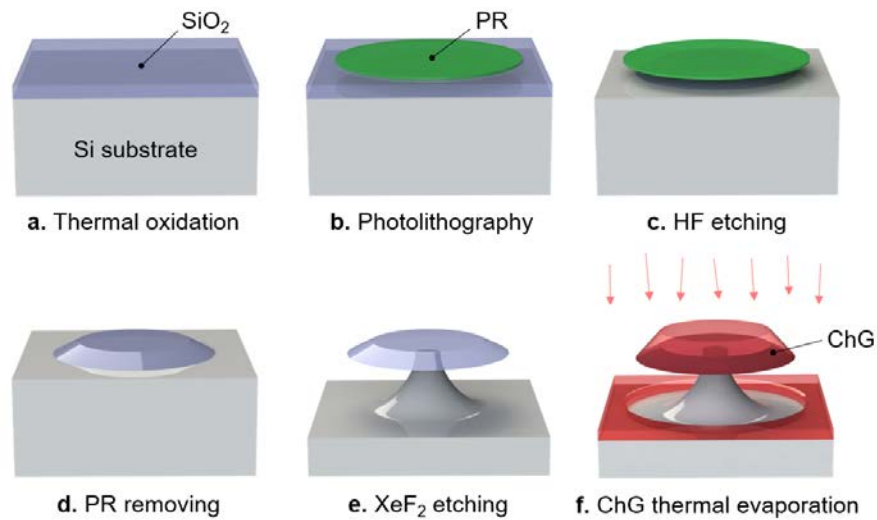 SiO₂
PR
Si substrate
a. Thermal oxidation
b. Photolithography
c. HF etching
ChG
d. PR removing
e. XeF₂ etching
f. ChG thermal evaporation